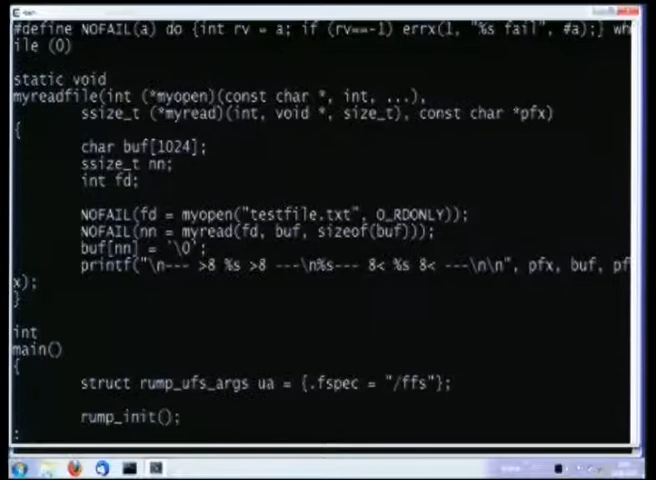 #define NOFAIL(a) do {int rv = a; if (rv==-1) errx(1, "%s fail", #a);} wh
ile (0)
static void
myreadfile(int (*myopen)(const char *, int, ...),
ssize_t (*myread)(int, void *, size_t), const char *pfx)
{
char buf[1024];
ssize_t nn;
int fd;
NOFAIL(fd = myopen("testfile.txt", O_RDONLY));
NOFAIL(nn = myread(fd, buf, sizeof(buf)));
buf[nn] = '\0';
printf("\n--- >8 %s >8 ---\n%s--- 8< %s 8< ---\n\n", pfx, buf, pf
x);
}
int
main()
{
struct rump_ufs_args ua = {.fspec = "/ffs"};
rump_init();
: